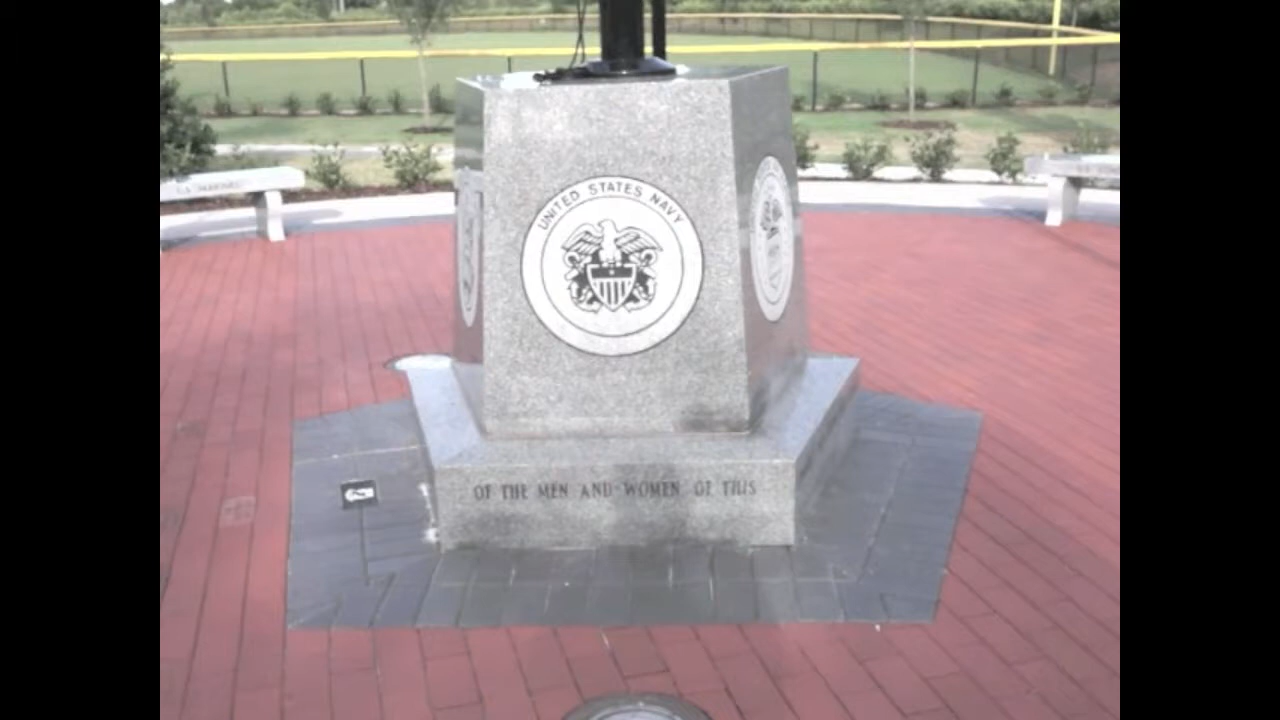 UNITED STATES NAVY
OF THE MEN AND WOMEN OF THIS